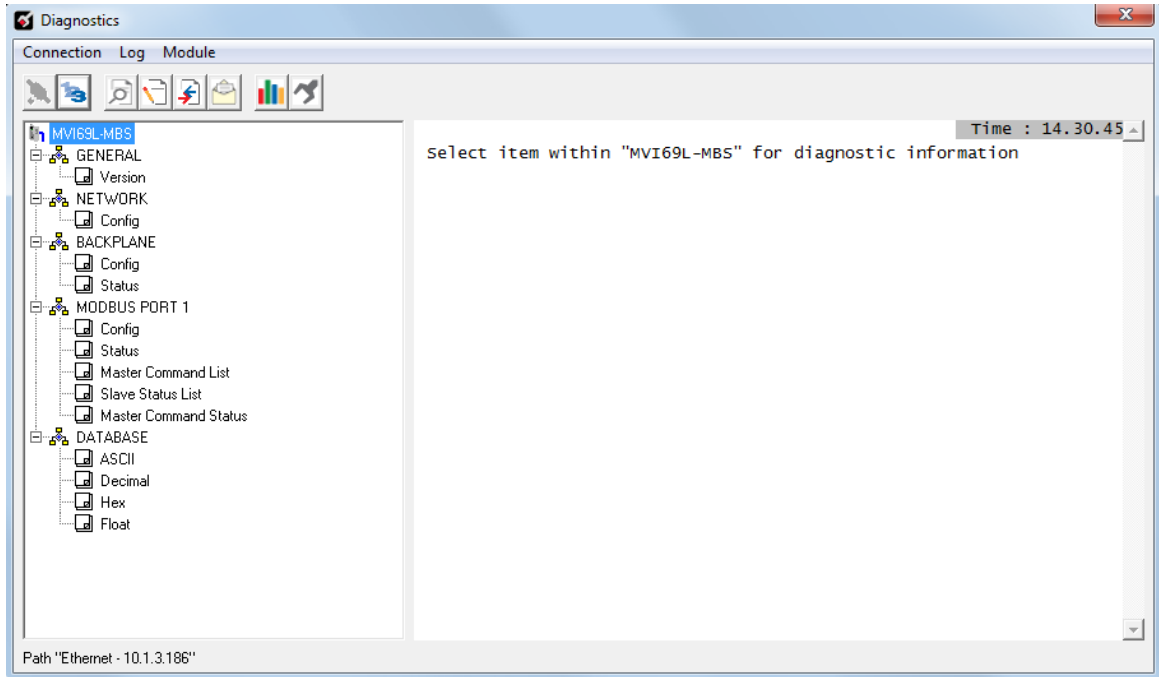 Diagnostics
Connection Log Module
MVI69L-MBS
GENERAL
Version
NETWORK
Config
BACKPLANE
Config
Status
MODBUS PORT 1
Config
Status
Master Command List
Slave Status List
Master Command Status
DATABASE
ASCII
Decimal
Hex
Float
Time : 14.30.45
Select item within "MVI69L-MBS" for diagnostic information
Path "Ethernet - 10.1.3.186"